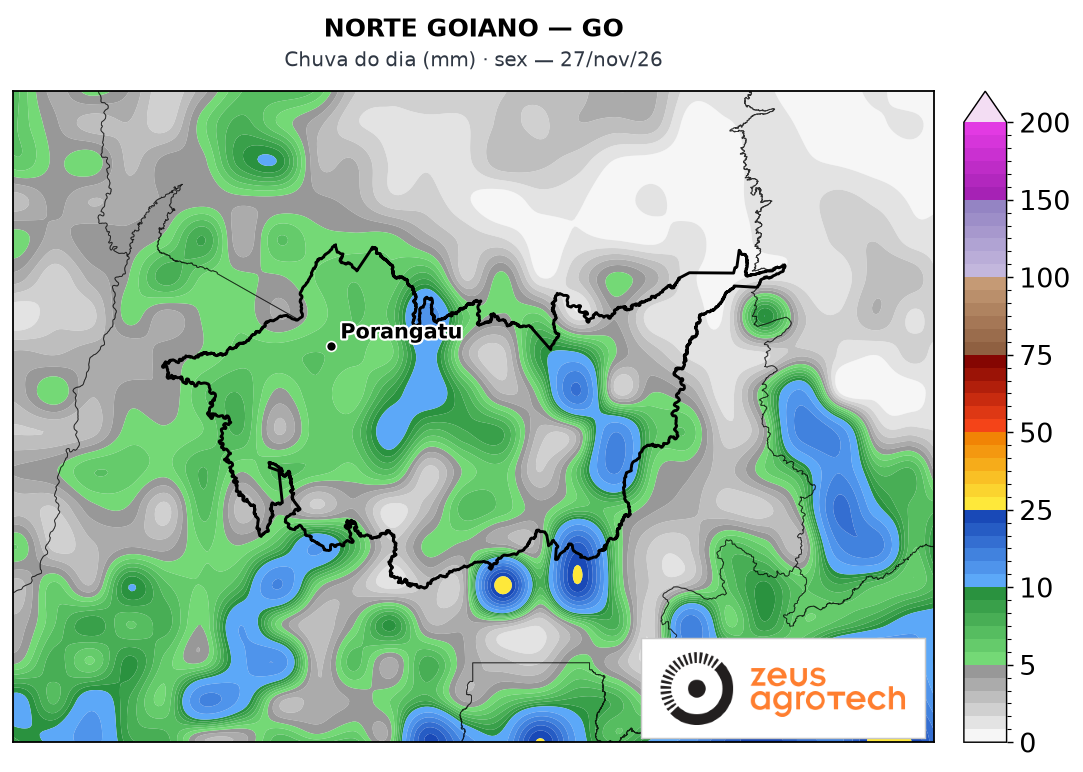 NORTE GOIANO — GO
Chuva do dia (mm) · sex — 27/nov/26
Porangatu
200
150
100
75
50
25
10
5
0
zeus
agrotech